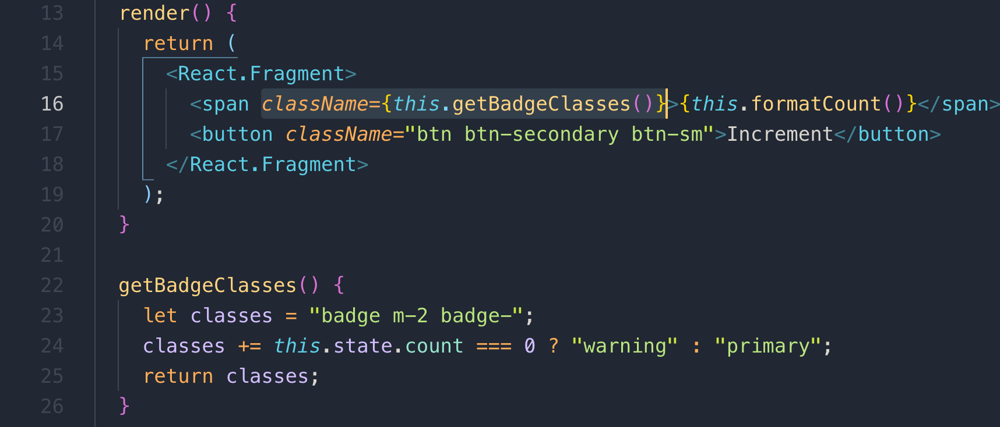 13 render() {
14 return (
15 <React.Fragment>
16 <span className={this.getBadgeClasses()}>{this.formatCount()}</span>
17 <button className="btn btn-secondary btn-sm">Increment</button>
18 </React.Fragment>
19 );
20 }
21
22 getBadgeClasses() {
23 let classes = "badge m-2 badge-";
24 classes += this.state.count === 0 ? "warning" : "primary";
25 return classes;
26 }